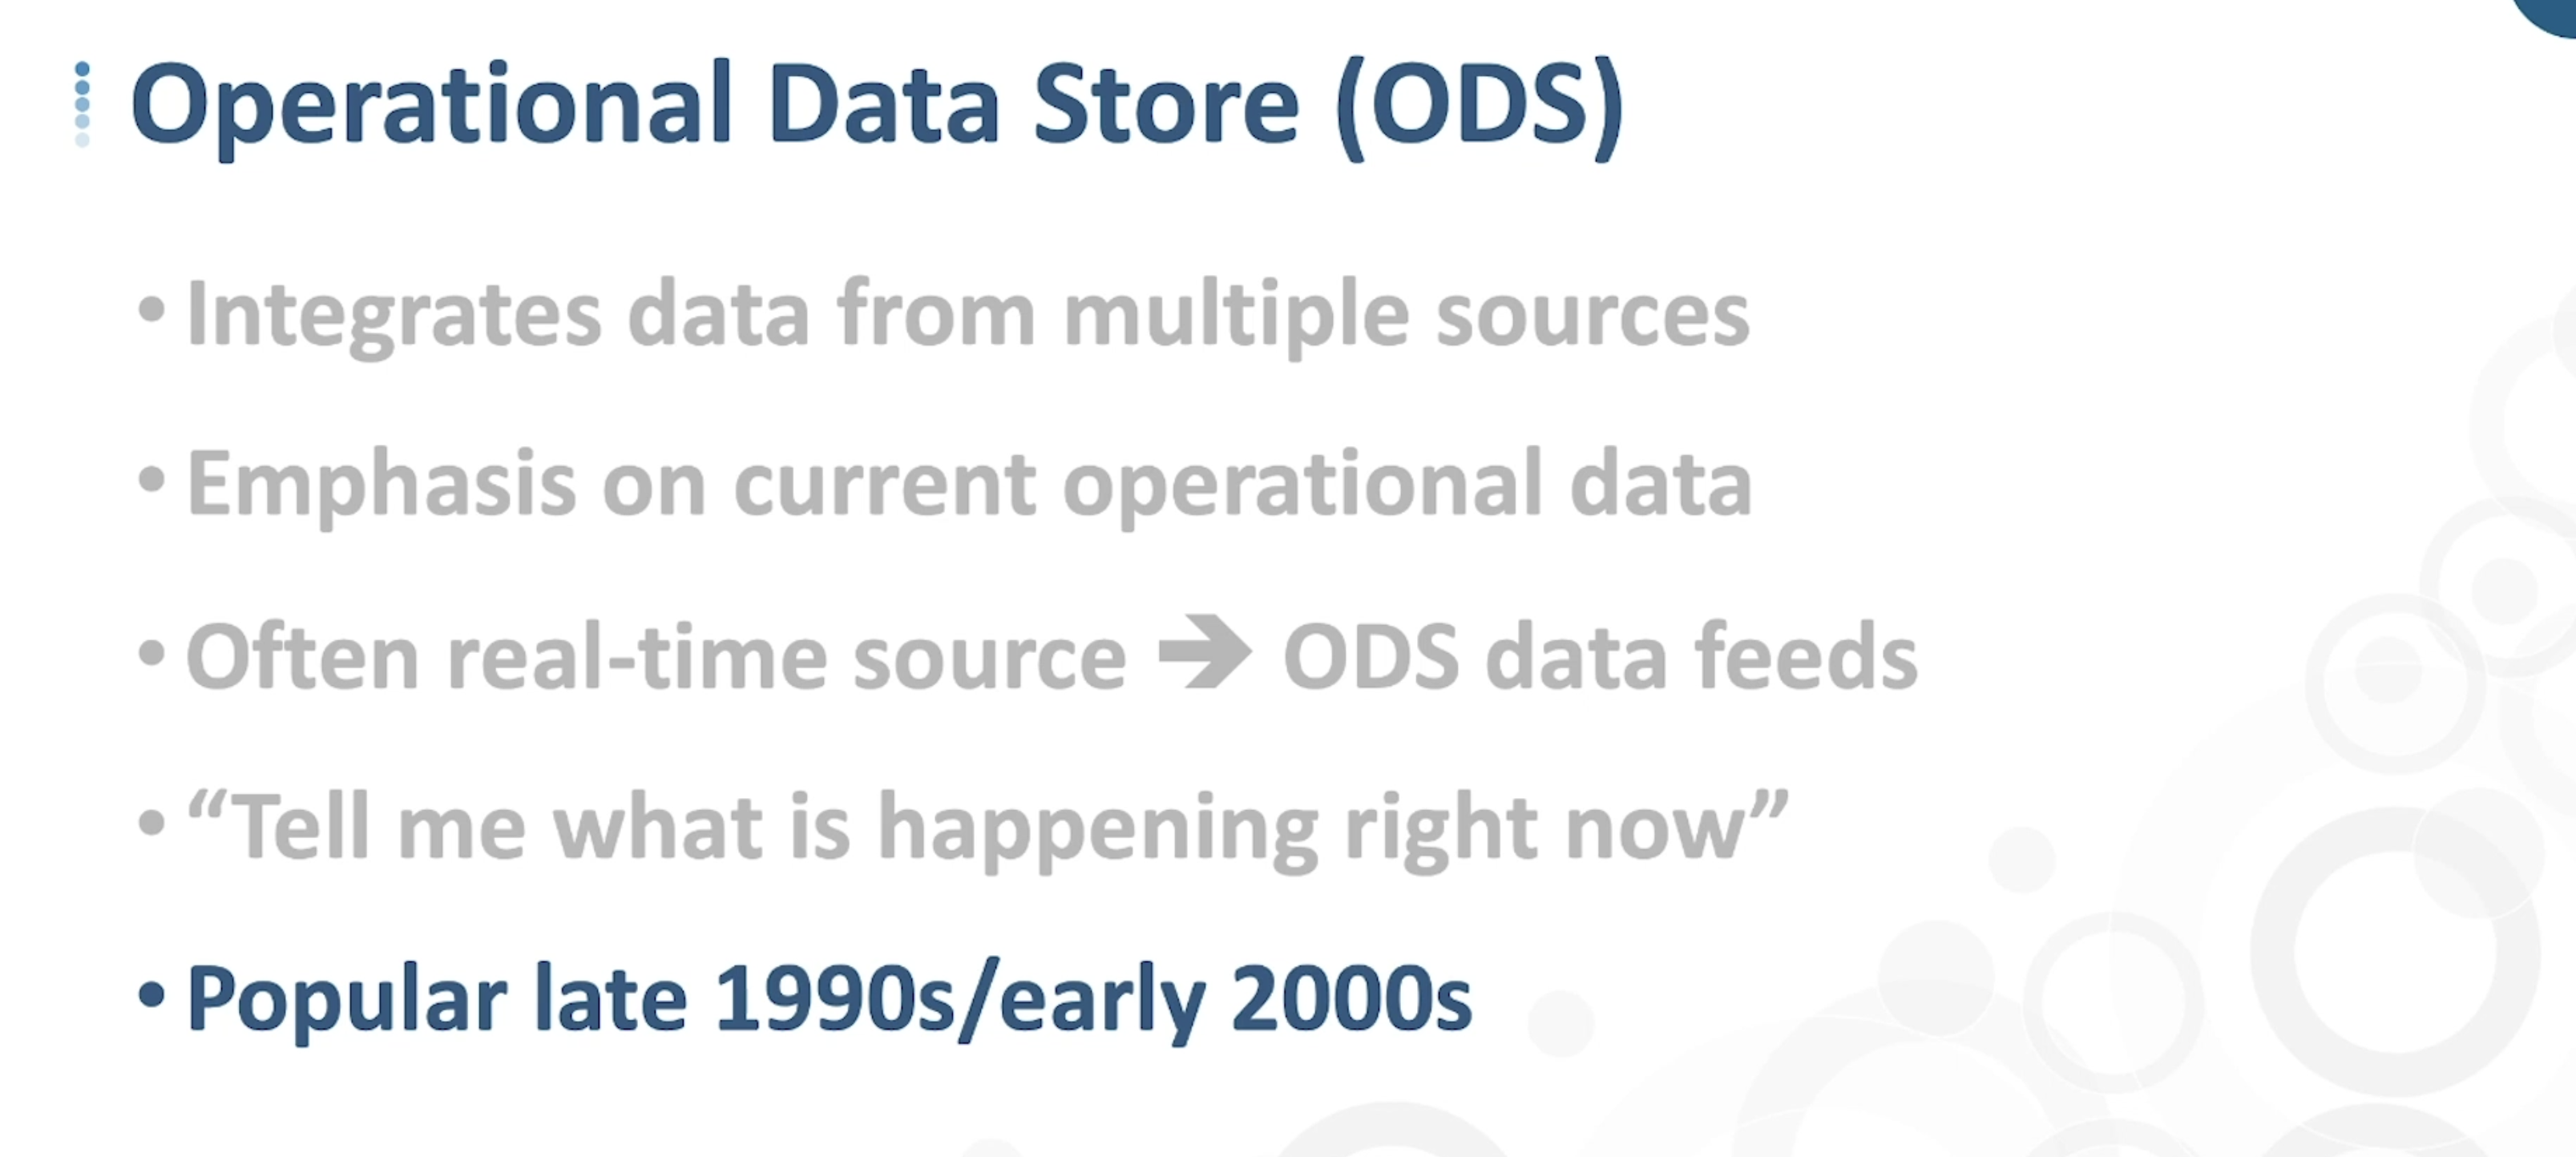 Operational Data Store (ODS)
• Integrates data from multiple sources
• Emphasis on current operational data
• Often real-time source ➔ ODS data feeds
• “Tell me what is happening right now”
• Popular late 1990s/early 2000s